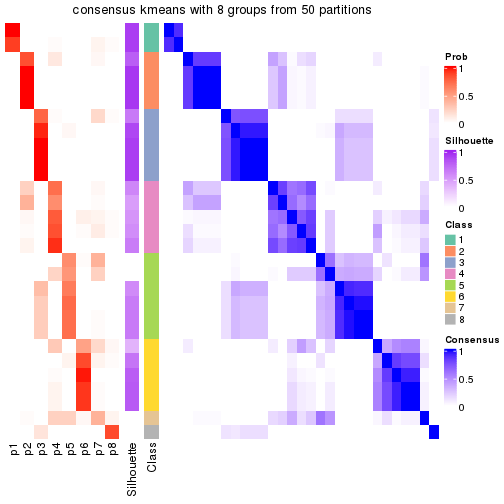 consensus kmeans with 8 groups from 50 partitions
Prob
1
0.5
0
Silhouette
1
0.5
0
Class
1
2
3
4
5
6
7
8
Consensus
1
0.5
0
p1
p2
p3
p4
p5
p6
p7
p8
Silhouette
Class